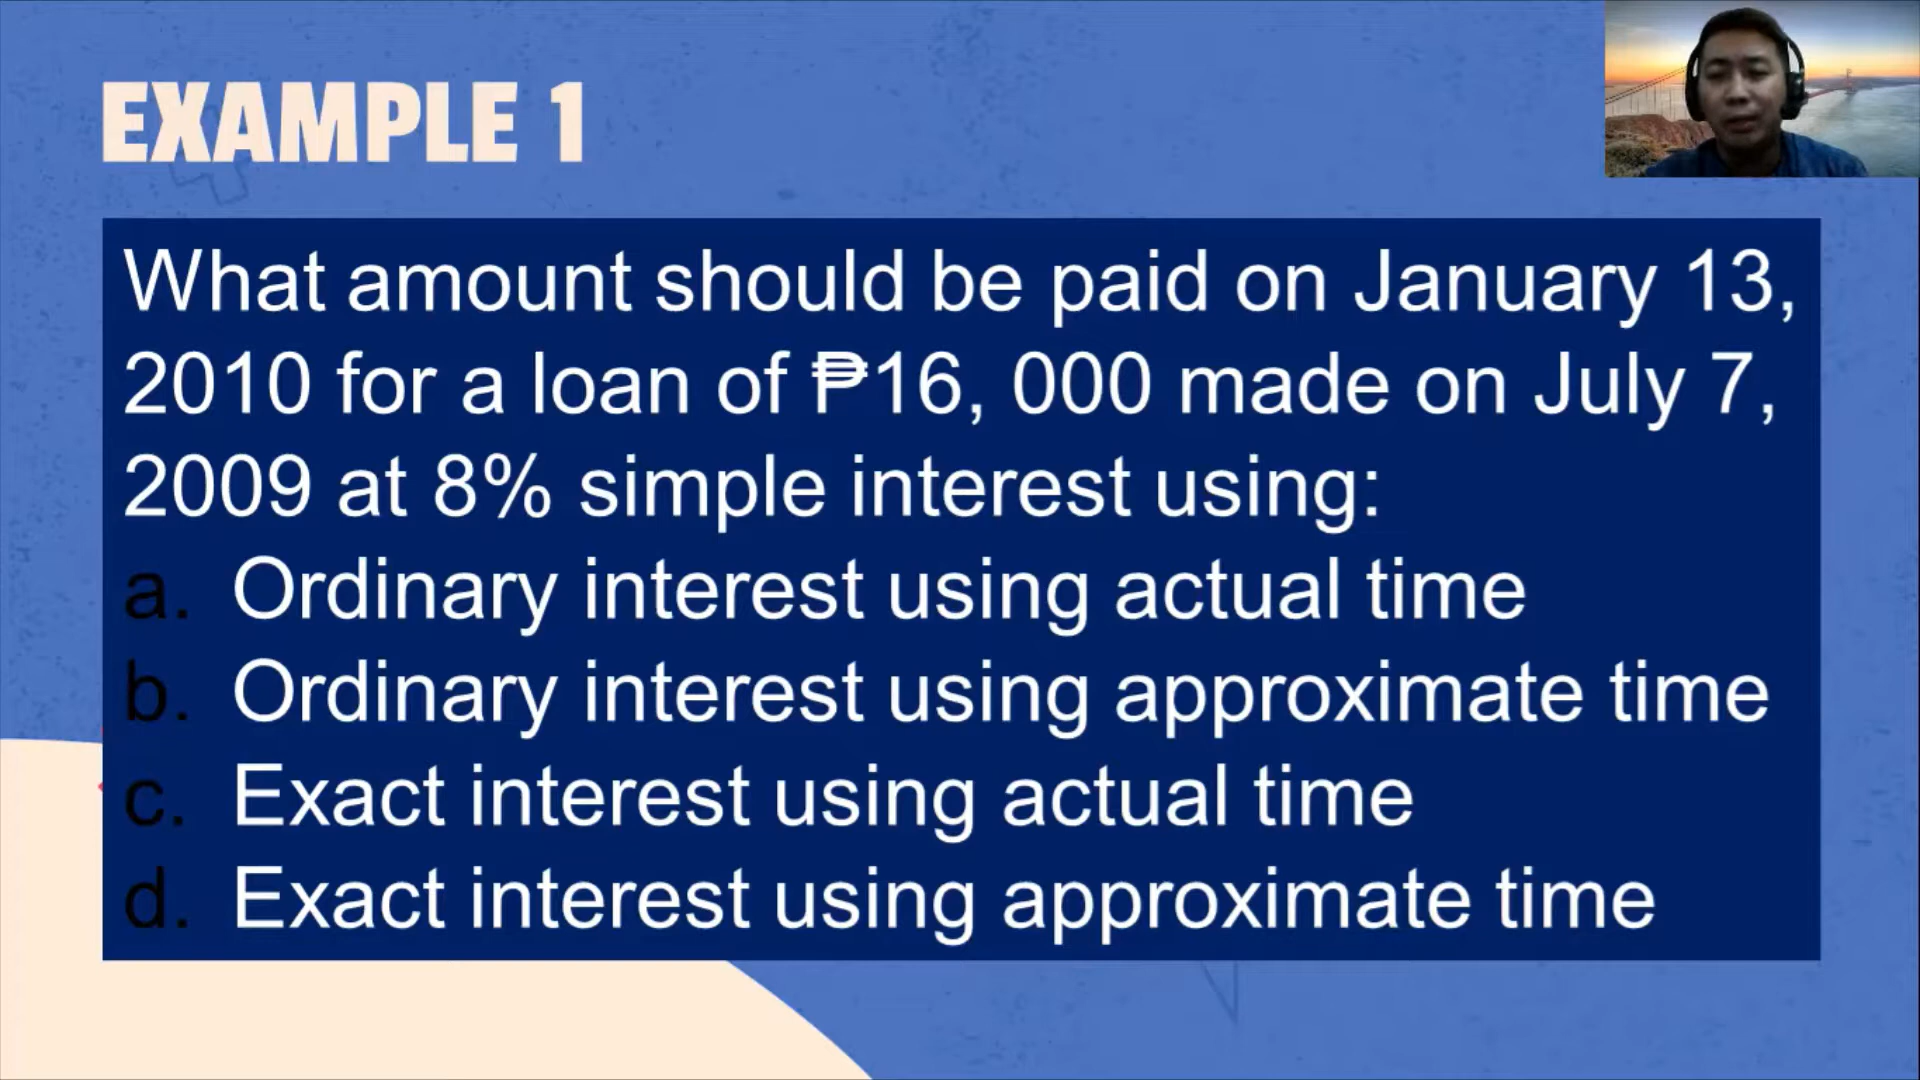 EXAMPLE 1
What amount should be paid on January 13,
2010 for a loan of ₱16, 000 made on July 7,
2009 at 8% simple interest using:
a. Ordinary interest using actual time
b. Ordinary interest using approximate time
c. Exact interest using actual time
d. Exact interest using approximate time